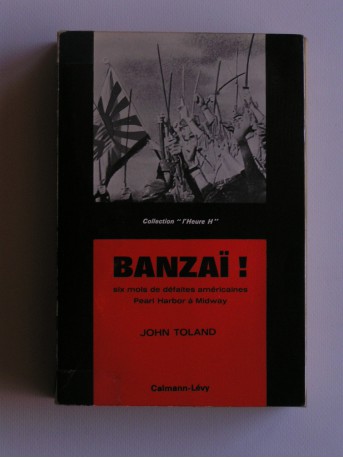 Collection "l'Heure H"
BANZAÏ !
six mois de défaites américaines
Pearl Harbor à Midway
JOHN TOLAND
Calmann-Lévy